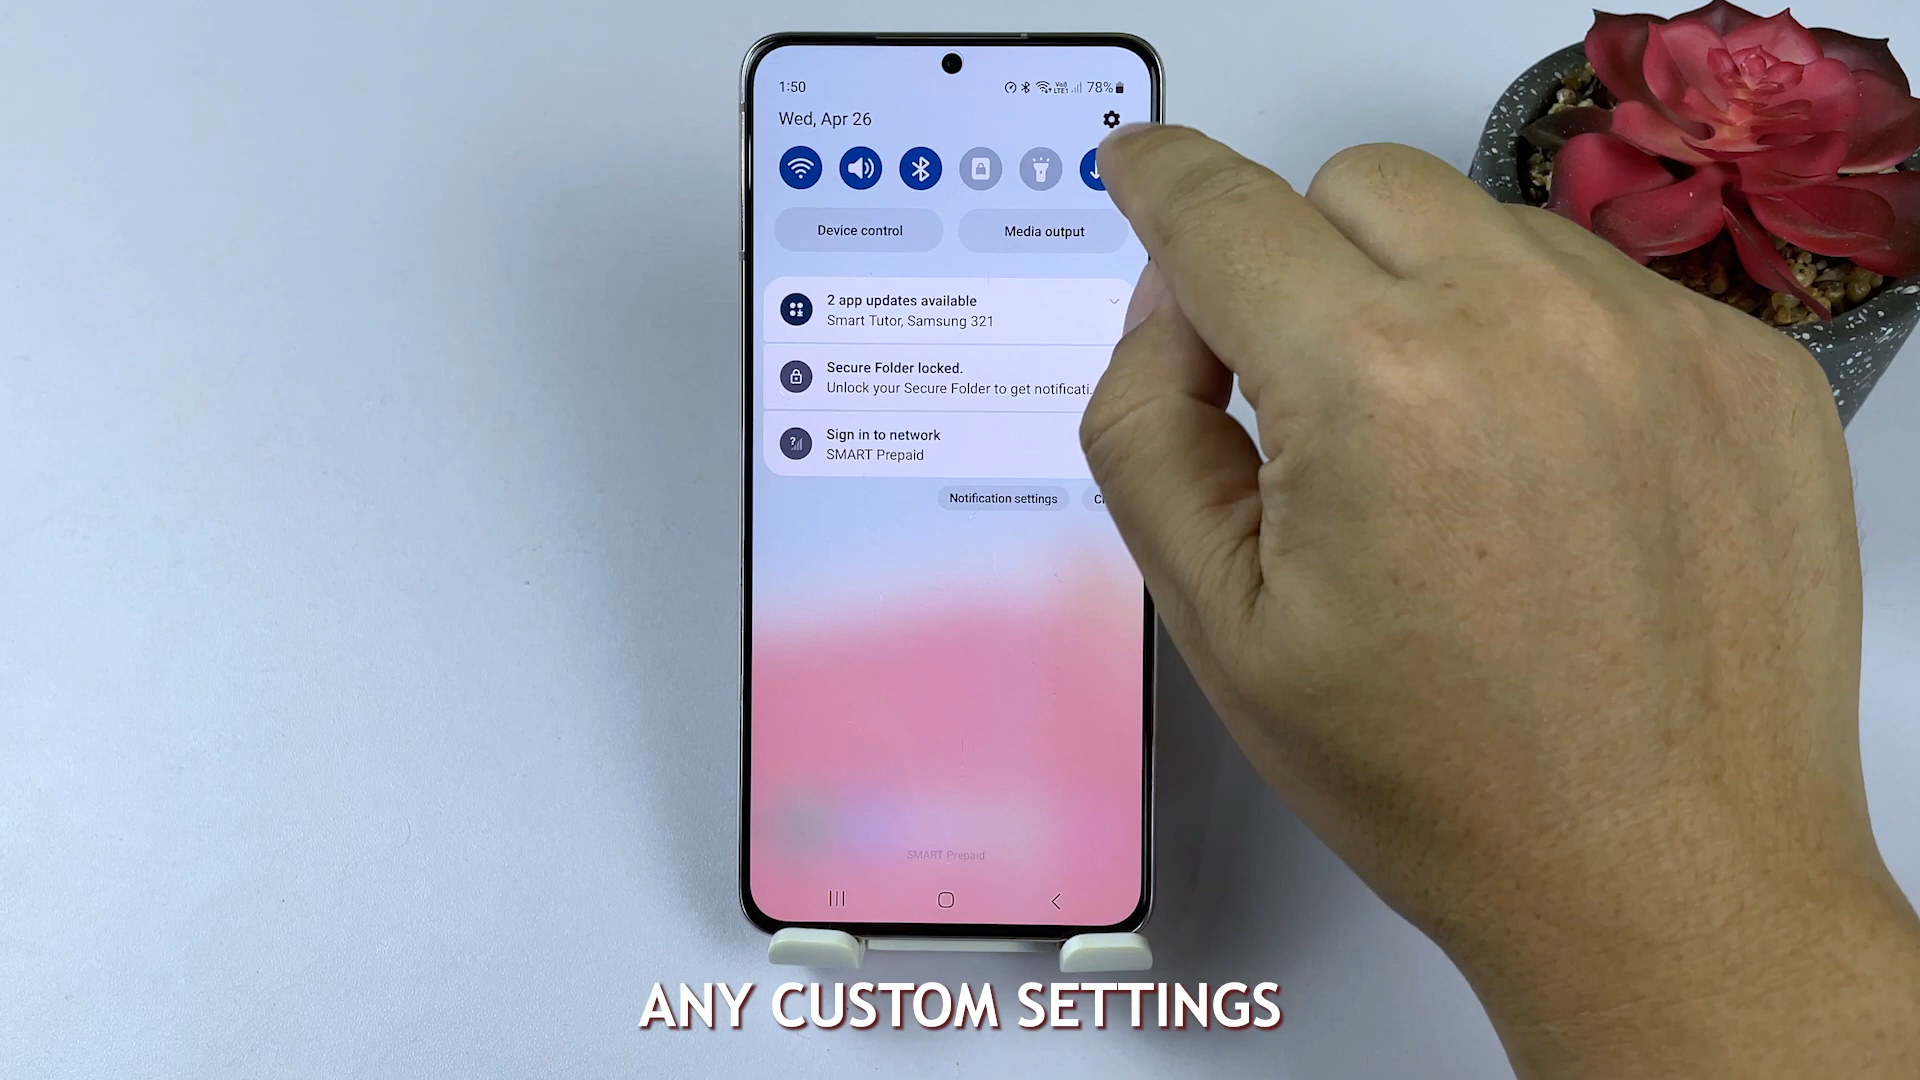 1:50
Vo)) LTE1 78%
Wed, Apr 26
Device control
Media output
2 app updates available
Smart Tutor, Samsung 321
Secure Folder locked.
Unlock your Secure Folder to get notificati...
Sign in to network
SMART Prepaid
Notification settings
SMART Prepaid
ANY CUSTOM SETTINGS